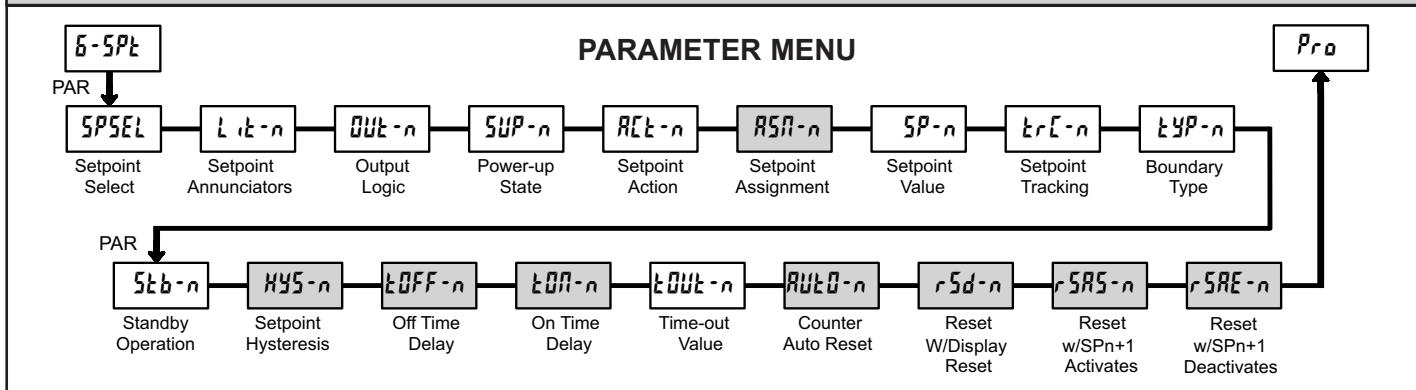 6-SPt
PARAMETER MENU
Pro
PAR
SPSEL
Lit-n
OUt-n
SUP-n
ACt-n
ASN-n
SP-n
trC-n
tYP-n
Setpoint
Select
Setpoint
Annunciators
Output
Logic
Power-up
State
Setpoint
Action
Setpoint
Assignment
Setpoint
Value
Setpoint
Tracking
Boundary
Type
PAR
Stb-n
HYS-n
tOFF-n
tON-n
tOUt-n
AUtO-n
rSd-n
rSAS-n
rSAE-n
Standby
Operation
Setpoint
Hysteresis
Off Time
Delay
On Time
Delay
Time-out
Value
Counter
Auto Reset
Reset
W/Display
Reset
Reset
w/SPn+1
Activates
Reset
w/SPn+1
Deactivates